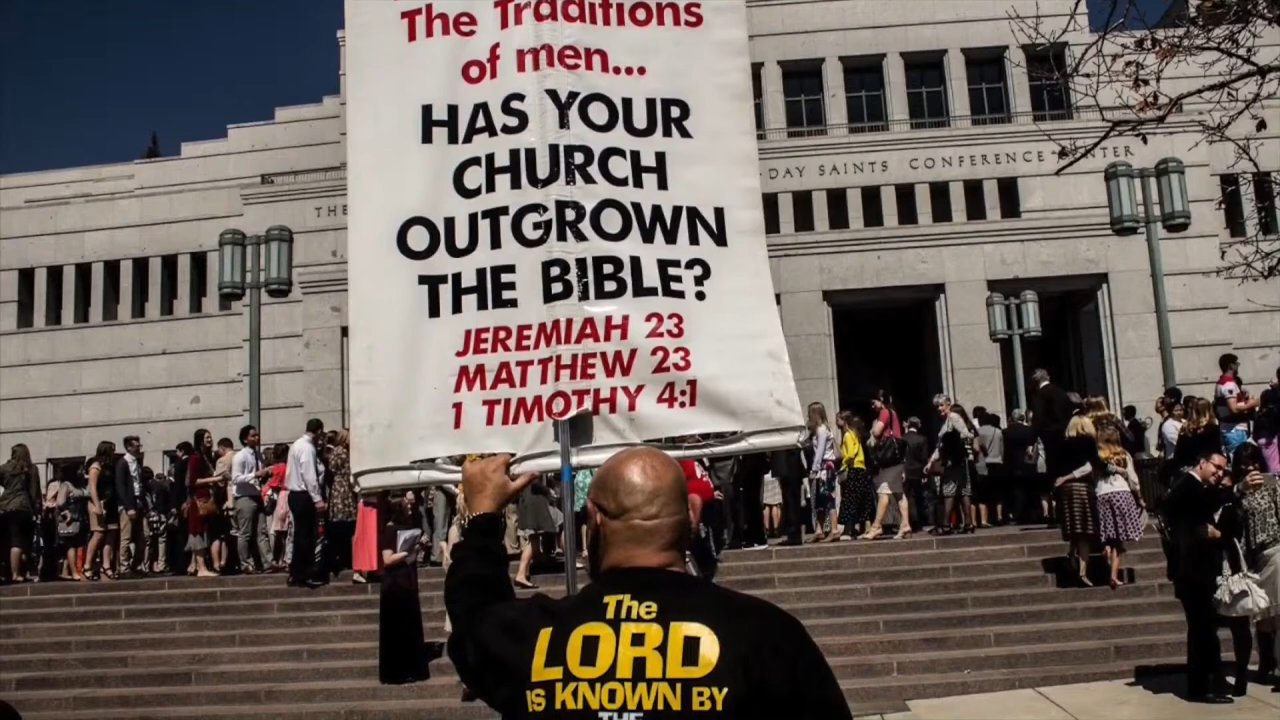 The Traditions
of men...
HAS YOUR
CHURCH
OUTGROWN
THE BIBLE?
JEREMIAH 23
MATTHEW 23
1 TIMOTHY 4:1
THE
-DAY SAINTS CONFERENCE CENTER
The
LORD
IS KNOWN BY
THE